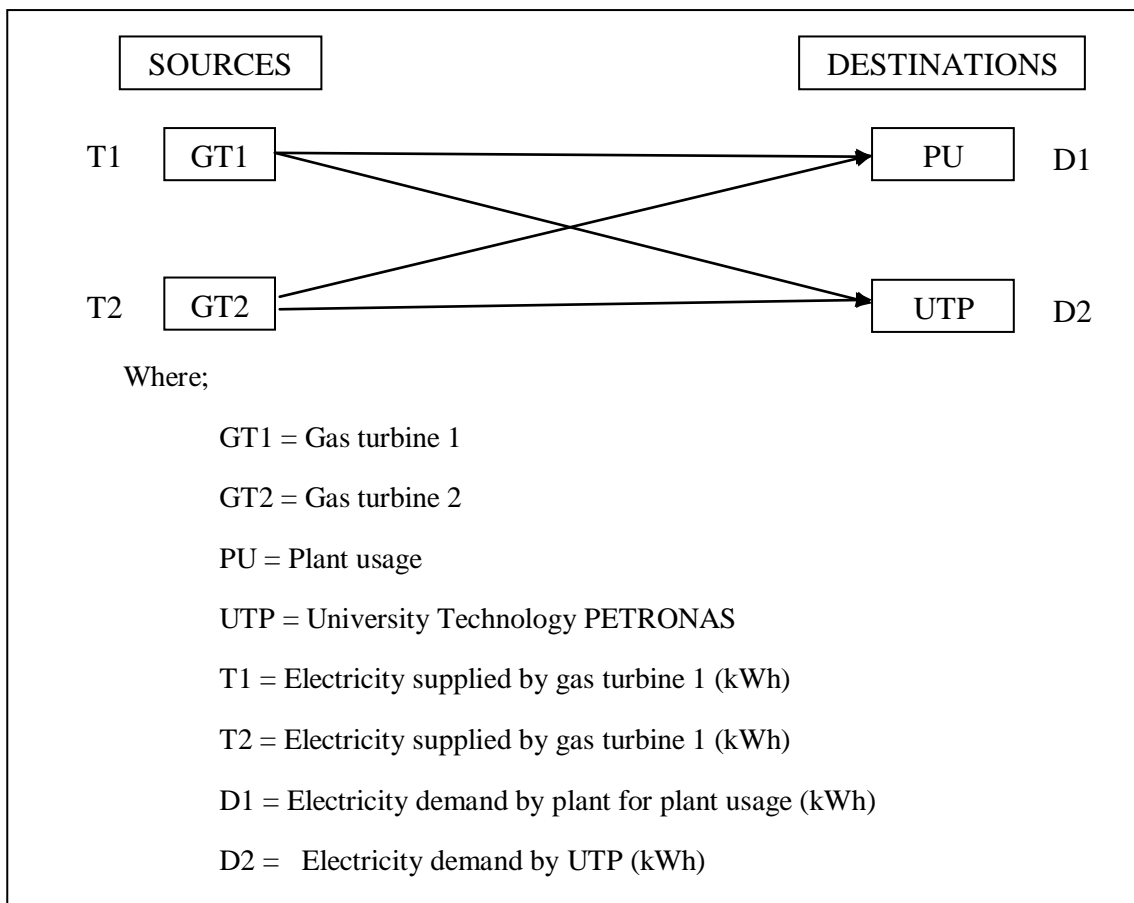 SOURCES DESTINATIONS
T1 GT1 PU D1
T2 GT2 UTP D2
Where;
GT1 = Gas turbine 1
GT2 = Gas turbine 2
PU = Plant usage
UTP = University Technology PETRONAS
T1 = Electricity supplied by gas turbine 1 (kWh)
T2 = Electricity supplied by gas turbine 1 (kWh)
D1 = Electricity demand by plant for plant usage (kWh)
D2 = Electricity demand by UTP (kWh)